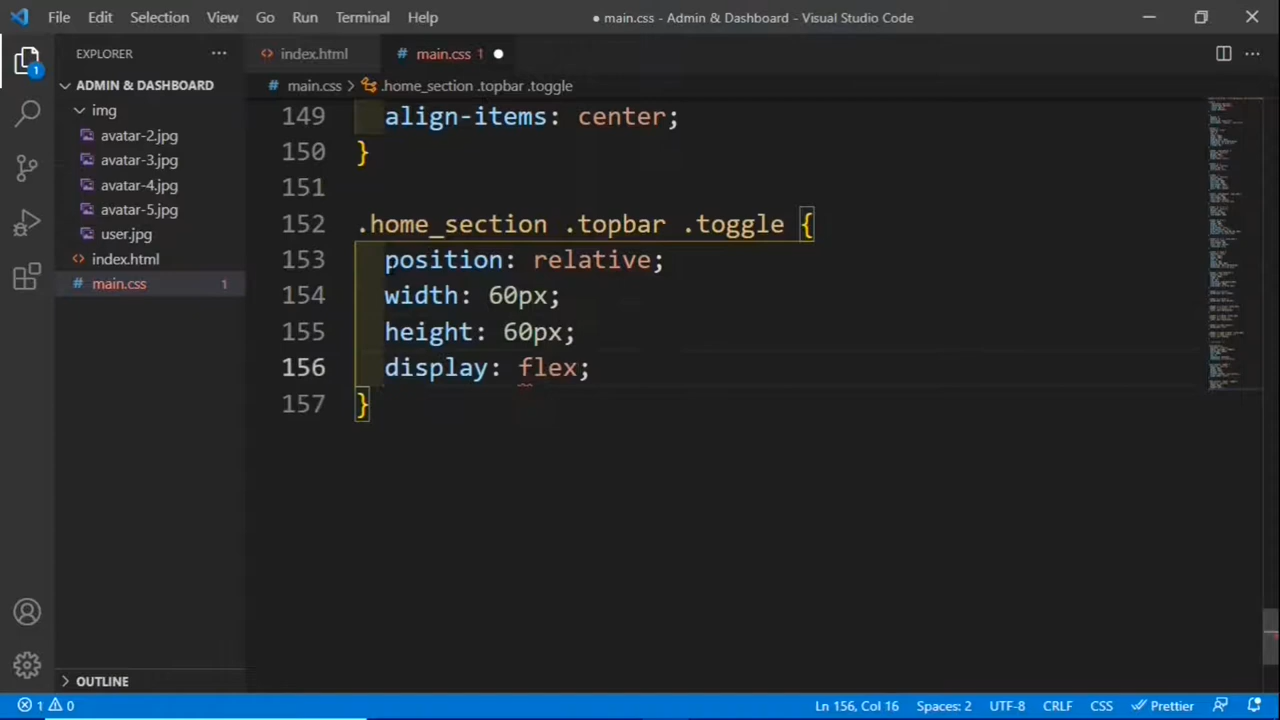 File Edit Selection View Go Run Terminal Help ● main.css - Admin & Dashboard - Visual Studio Code
EXPLORER ··· <> index.html # main.css 1 ●
# main.css > .home_section .topbar .toggle
ADMIN & DASHBOARD
img
avatar-2.jpg
avatar-3.jpg
avatar-4.jpg
avatar-5.jpg
user.jpg
<> index.html
# main.css 1
1
149 align-items: center;
150 }
151
152 .home_section .topbar .toggle {
153 position: relative;
154 width: 60px;
155 height: 60px;
156 display: flex;
157 }
OUTLINE
1 0 Ln 156, Col 16 Spaces: 2 UTF-8 CRLF CSS Prettier